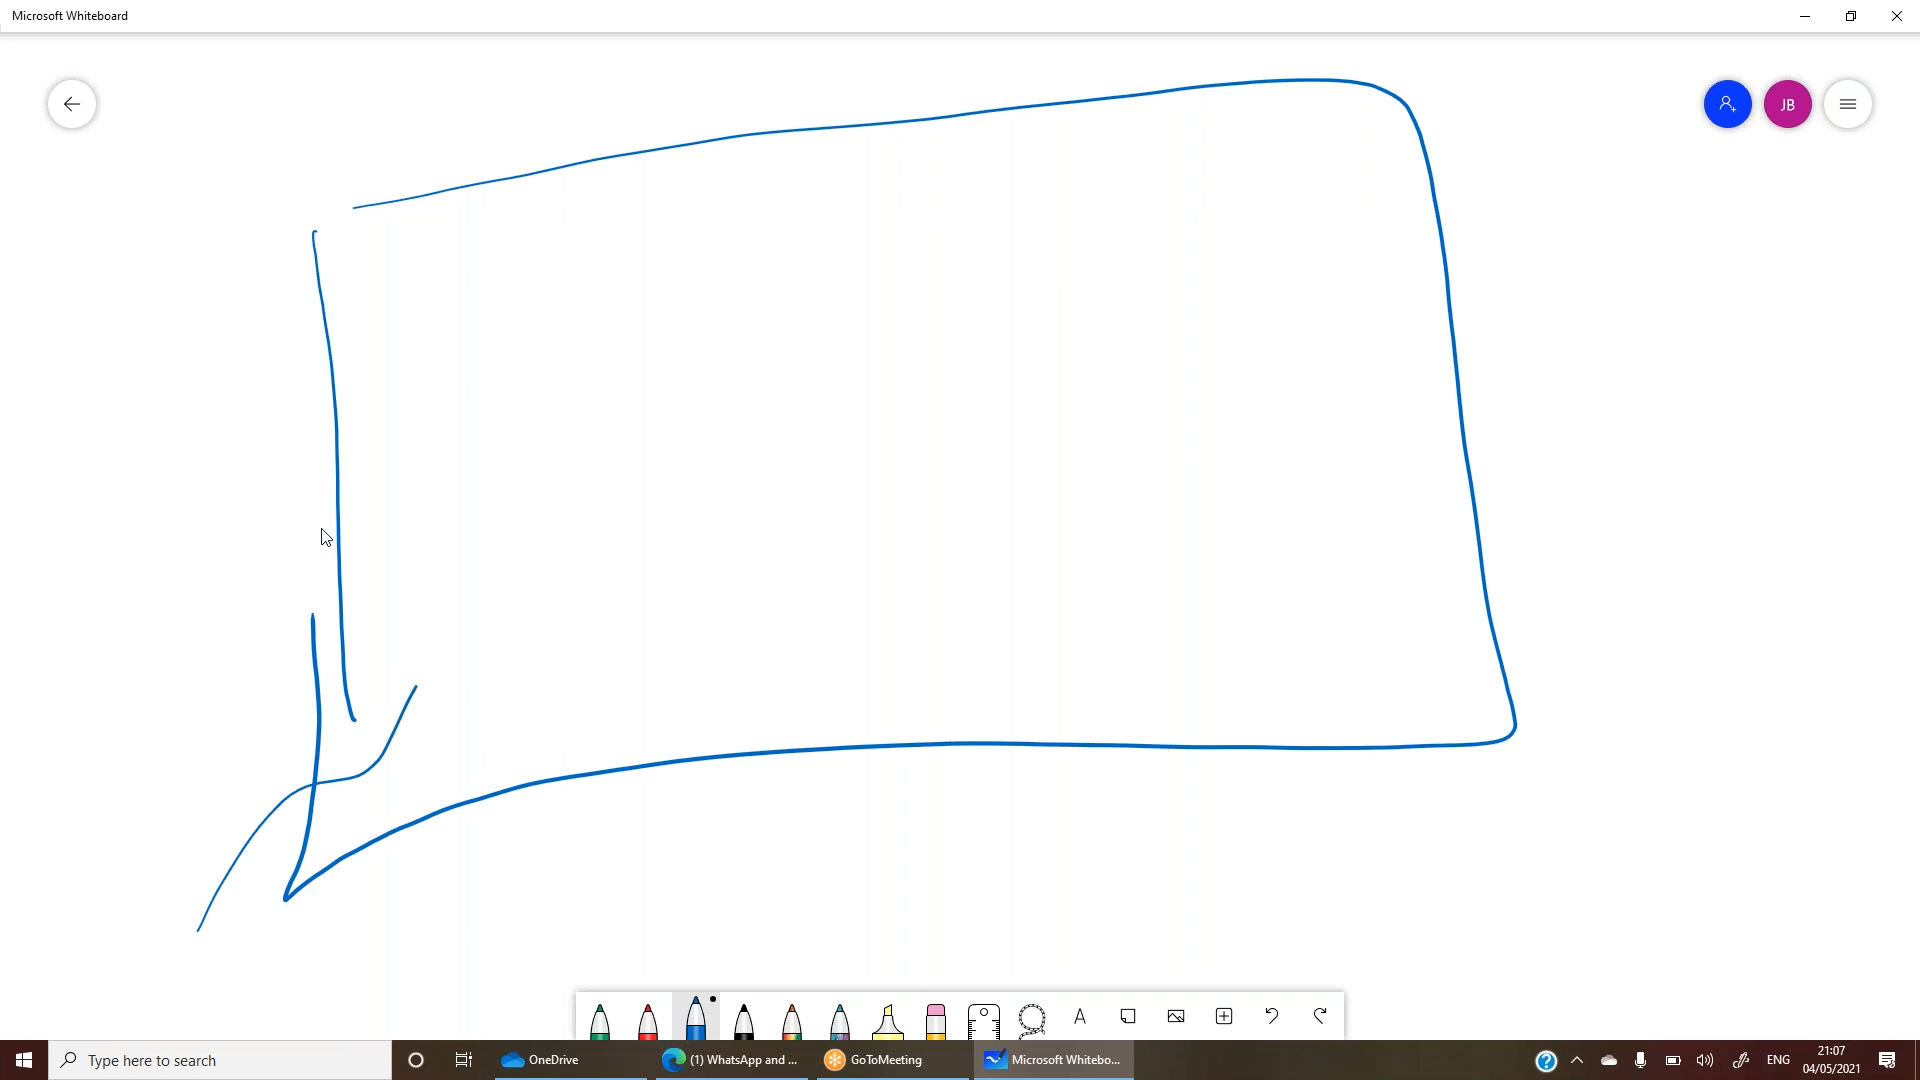 Microsoft Whiteboard
JB
A
Type here to search
OneDrive
(1) WhatsApp and ...
GoToMeeting
Microsoft Whitebo...
?
ENG
21:07
04/05/2021